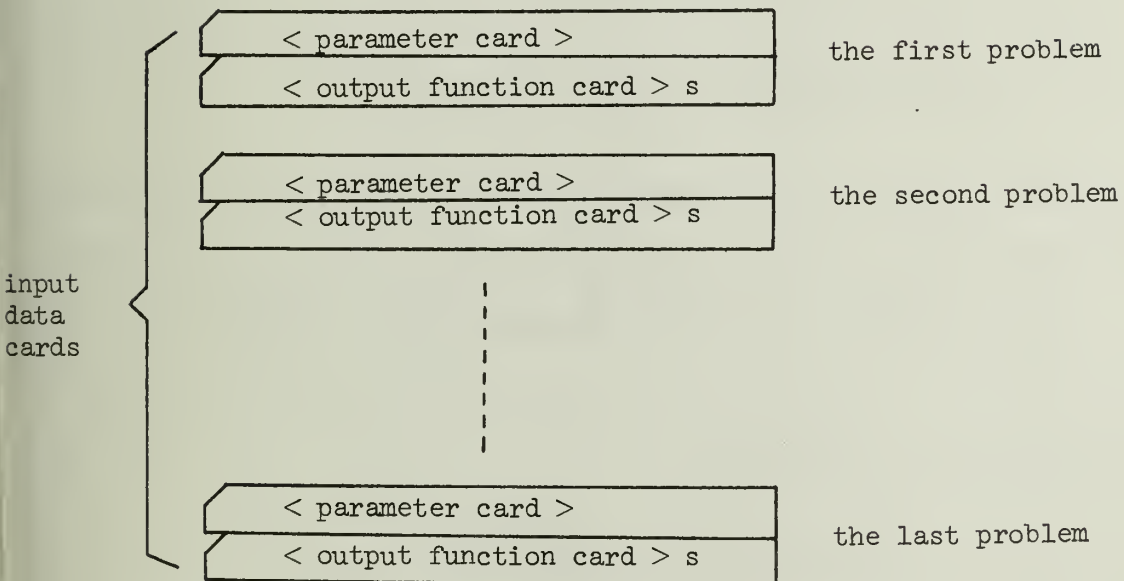 < parameter card >
the first problem
< output function card > s
< parameter card >
the second problem
< output function card > s
input
data
cards
< parameter card >
the last problem
< output function card > s